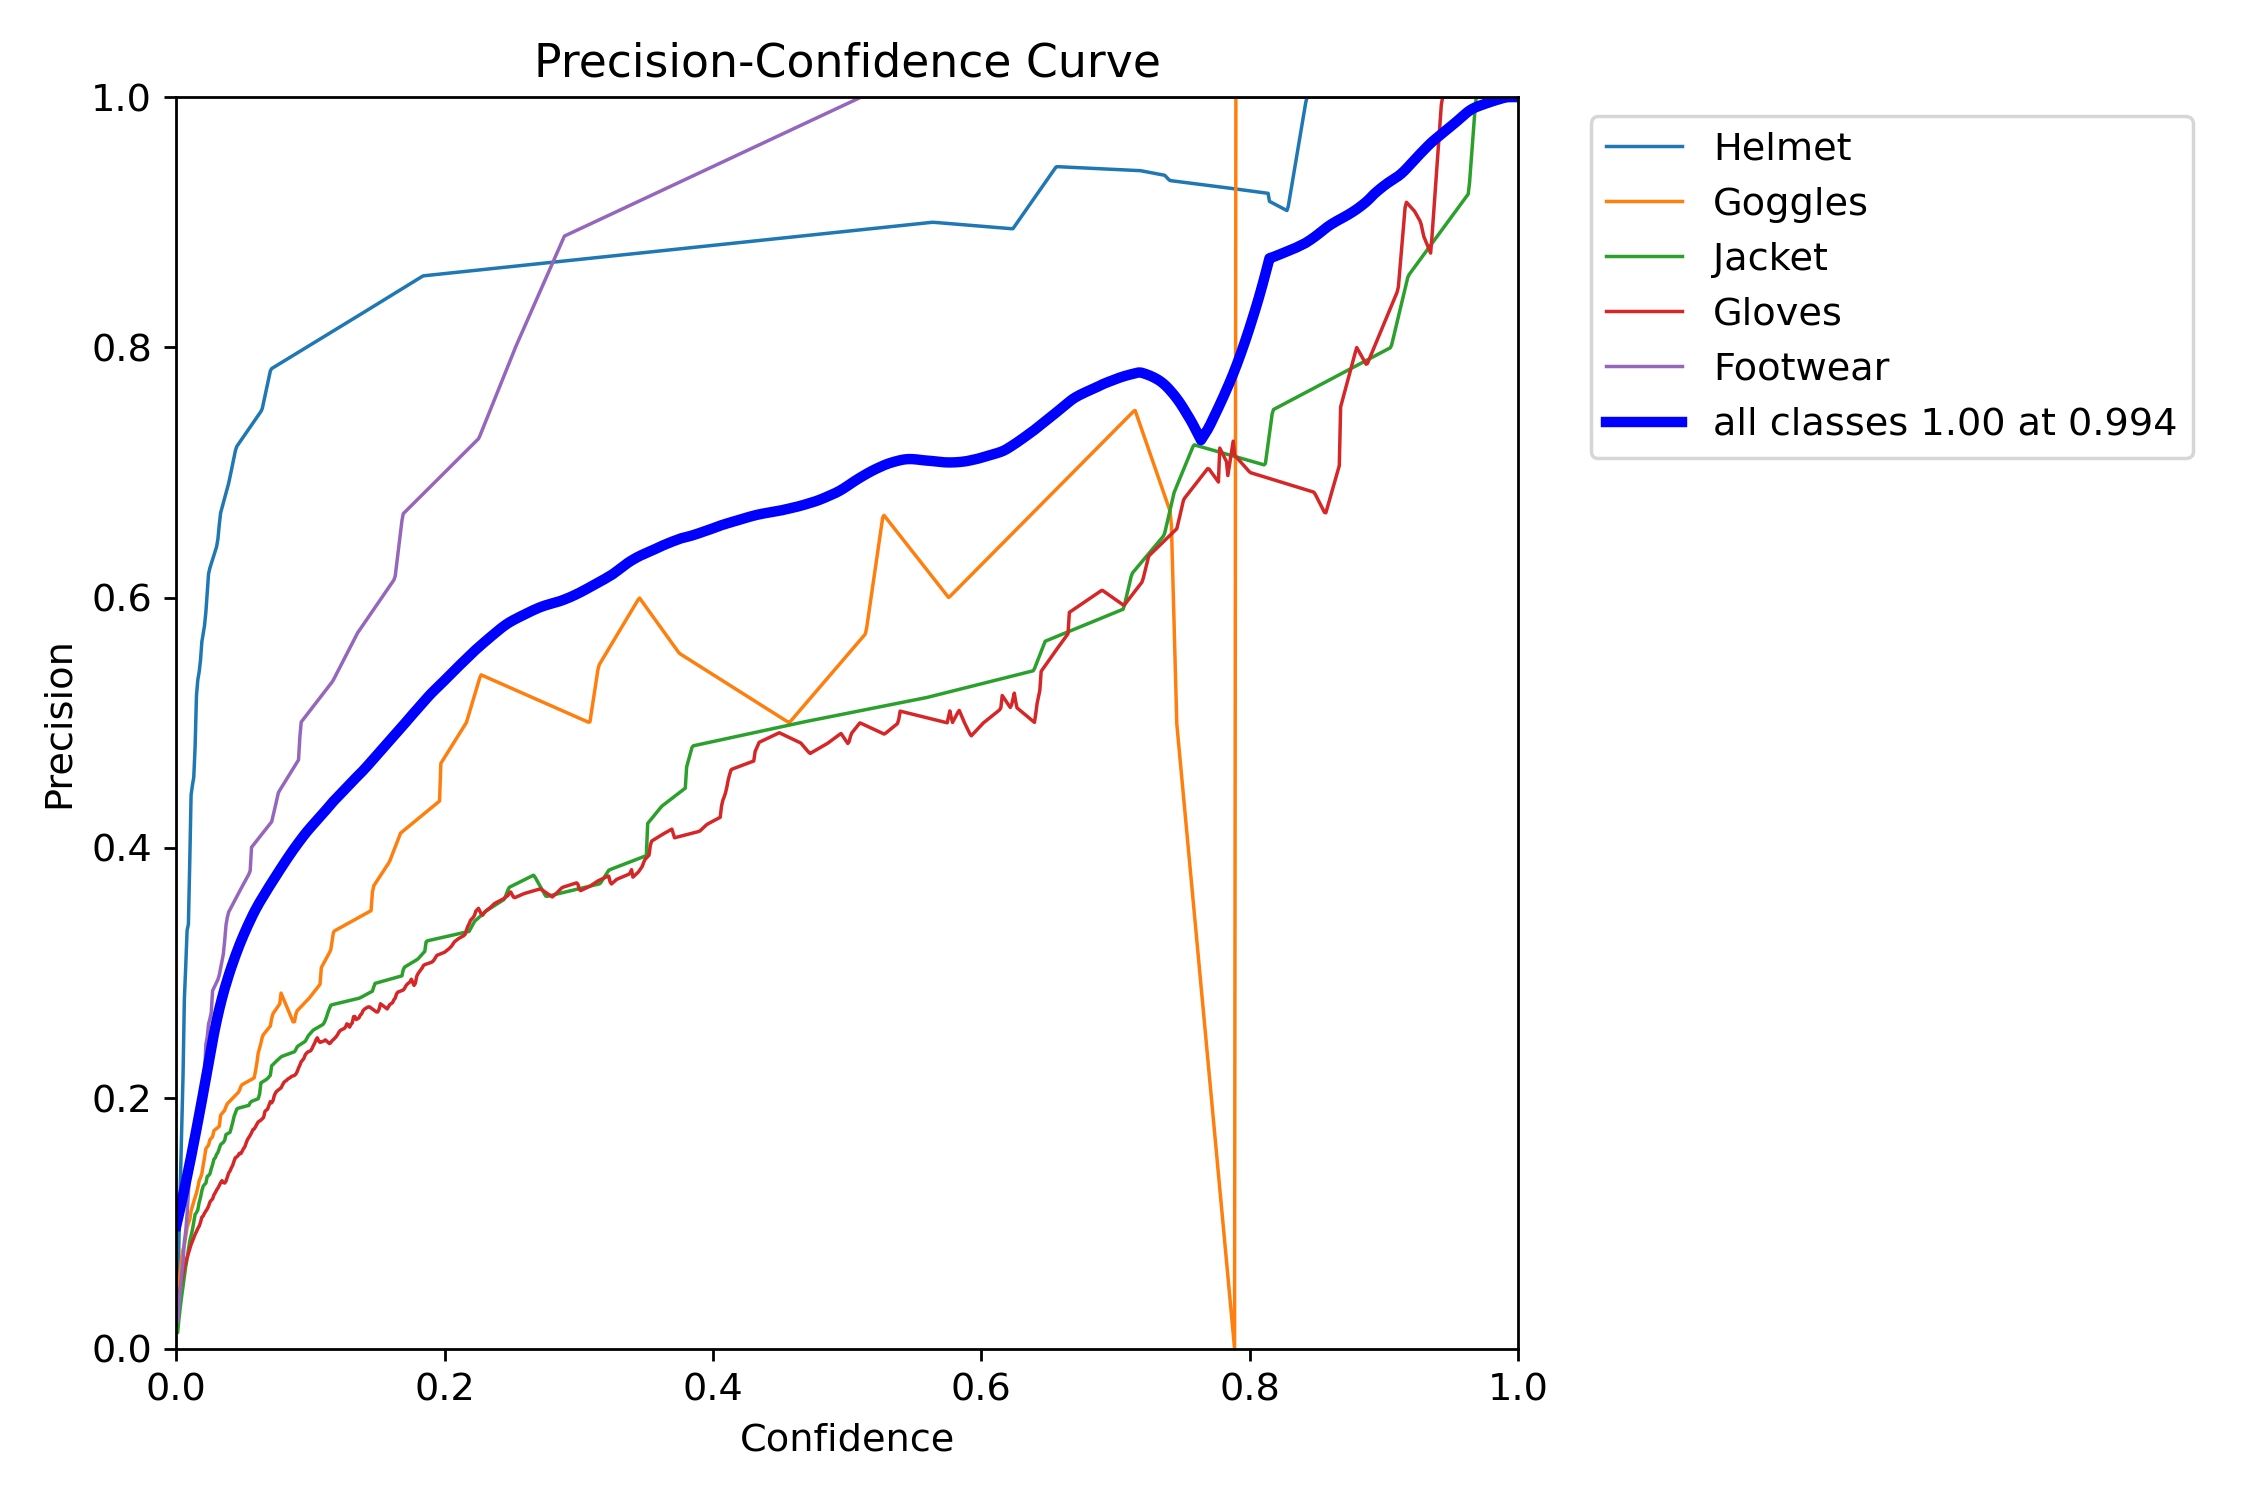 Precision-Confidence Curve
1.0
0.8
0.6
0.4
0.2
0.0
Precision
0.0 0.2 0.4 0.6 0.8 1.0
Confidence
Helmet
Goggles
Jacket
Gloves
Footwear
all classes 1.00 at 0.994